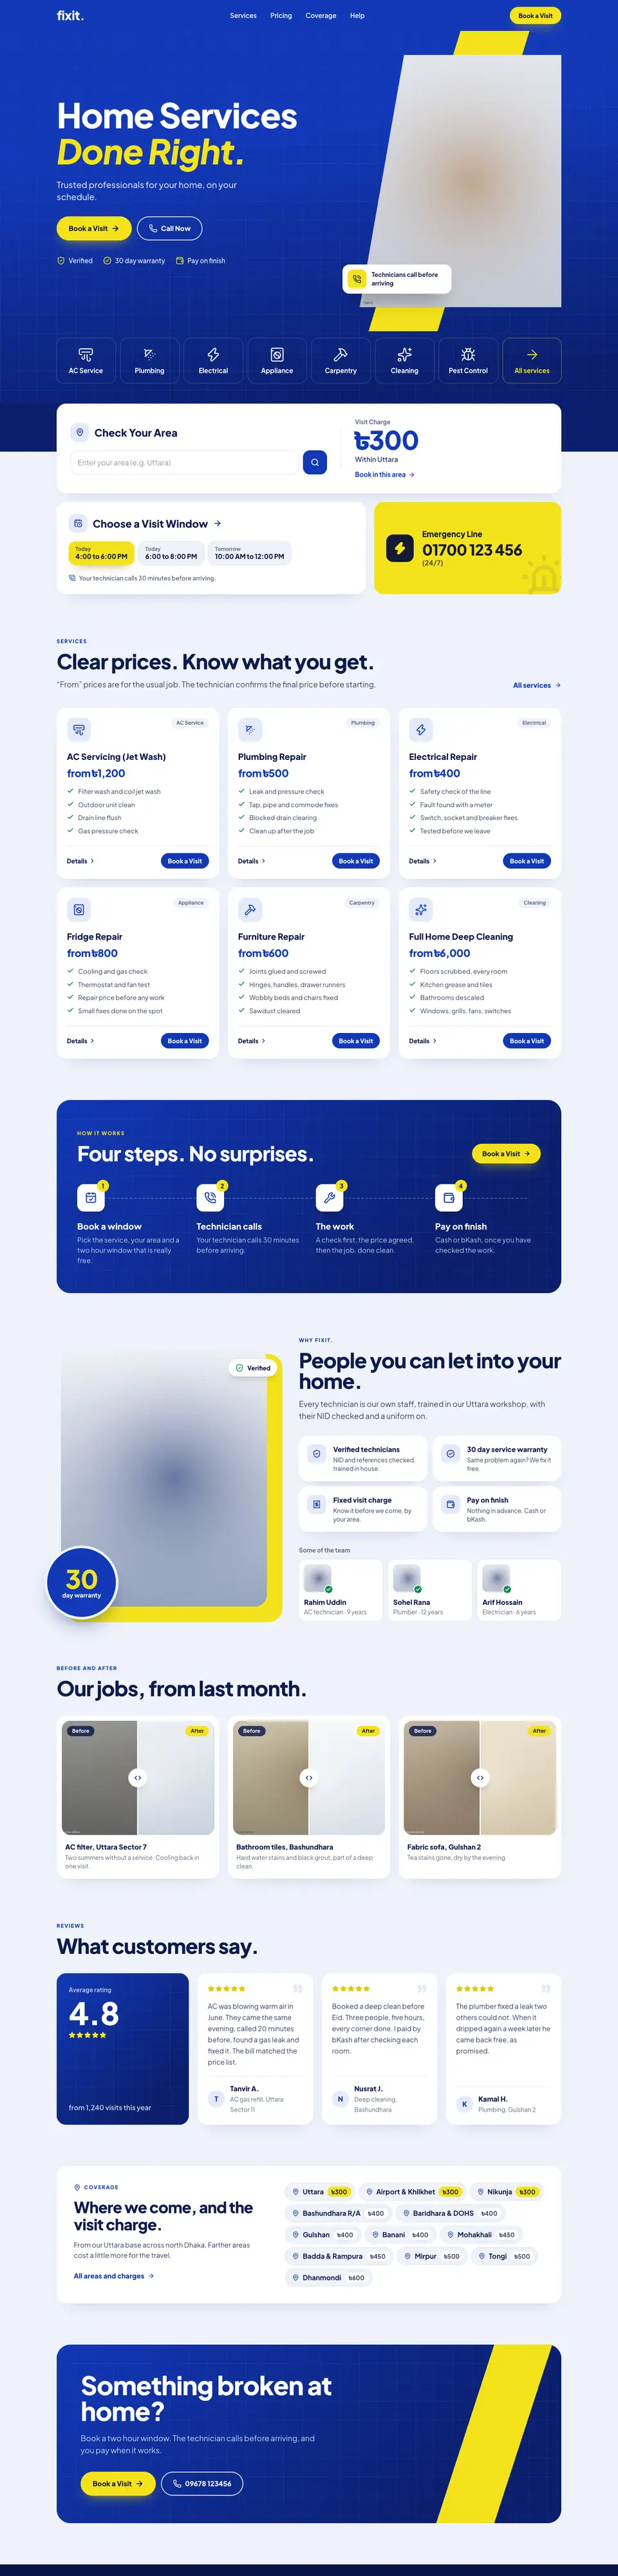 fixit.
Services
Pricing
Coverage
Help
Book a Visit
Home Services
Done Right.
Trusted professionals for your home, on your
schedule.
Book a Visit
Call Now
Verified
30 day warranty
Pay on finish
Technicians call before
arriving
AC Service
Plumbing
Electrical
Appliance
Carpentry
Cleaning
Pest Control
All services
Check Your Area
Enter your area (e.g. Uttara)
Visit Charge
৳300
Within Uttara
Book in this area
Choose a Visit Window
Today
4:00 to 6:00 PM
Today
6:00 to 8:00 PM
Tomorrow
10:00 AM to 12:00 PM
Your technician calls 30 minutes before arriving.
Emergency Line
01700 123 456
(24/7)
SERVICES
Clear prices. Know what you get.
“From” prices are for the usual job. The technician confirms the final price before starting.
All services
AC Service
AC Servicing (Jet Wash)
from ৳1,200
Filter wash and coil jet wash
Outdoor unit clean
Drain line flush
Gas pressure check
Details
Book a Visit
Plumbing
Plumbing Repair
from ৳500
Leak and pressure check
Tap, pipe and commode fixes
Blocked drain clearing
Clean up after the job
Details
Book a Visit
Electrical
Electrical Repair
from ৳400
Safety check of the line
Fault found with a meter
Switch, socket and breaker fixes
Tested before we leave
Details
Book a Visit
Appliance
Fridge Repair
from ৳800
Cooling and gas check
Thermostat and fan test
Repair price before any work
Small fixes done on the spot
Details
Book a Visit
Carpentry
Furniture Repair
from ৳600
Joints glued and screwed
Hinges, handles, drawer runners
Wobbly beds and chairs fixed
Sawdust cleared
Details
Book a Visit
Cleaning
Full Home Deep Cleaning
from ৳6,000
Floors scrubbed, every room
Kitchen grease and tiles
Bathrooms descaled
Windows, grills, fans, switches
Details
Book a Visit
HOW IT WORKS
Four steps. No surprises.
Book a Visit
1
Book a window
Pick the service, your area and a
two hour window that is really
free.
2
Technician calls
Your technician calls 30 minutes
before arriving.
3
The work
A check first, the price agreed,
then the job, done clean.
4
Pay on finish
Cash or bKash, once you have
checked the work.
Verified
30
day warranty
WHY FIXIT.
People you can let into your
home.
Every technician is our own staff, trained in our Uttara workshop, with
their NID checked and a uniform on.
Verified technicians
NID and references checked,
trained in house.
30 day service warranty
Same problem again? We fix it
free.
Fixed visit charge
Know it before we come, by
your area.
Pay on finish
Nothing in advance. Cash or
bKash.
Some of the team
Rahim Uddin
AC technician · 9 years
Sohel Rana
Plumber · 12 years
Arif Hossain
Electrician · 6 years
BEFORE AND AFTER
Our jobs, from last month.
Before
After
AC filter, Uttara Sector 7
Two summers without a service. Cooling back in
one visit.
Before
After
Bathroom tiles, Bashundhara
Hard water stains and black grout, part of a deep
clean.
Before
After
Fabric sofa, Gulshan 2
Tea stains gone, dry by the evening.
REVIEWS
What customers say.
Average rating
4.8
from 1,240 visits this year
AC was blowing warm air in
June. They came the same
evening, called 20 minutes
before, found a gas leak and
fixed it. The bill matched the
price list.
T
Tanvir A.
AC gas refill, Uttara
Sector 11
Booked a deep clean before
Eid. Three people, five hours,
every corner done. I paid by
bKash after checking each
room.
N
Nusrat J.
Deep cleaning,
Bashundhara
The plumber fixed a leak two
others could not. When it
dripped again a week later he
came back free, as
promised.
K
Kamal H.
Plumbing, Gulshan 2
COVERAGE
Where we come, and the
visit charge.
From our Uttara base across north Dhaka. Farther areas
cost a little more for the travel.
All areas and charges
Uttara ৳300
Airport & Khilkhet ৳300
Nikunja ৳300
Bashundhara R/A ৳400
Baridhara & DOHS ৳400
Gulshan ৳400
Banani ৳400
Mohakhali ৳450
Badda & Rampura ৳450
Mirpur ৳500
Tongi ৳500
Dhanmondi ৳600
Something broken at
home?
Book a two hour window. The technician calls before arriving, and
you pay when it works.
Book a Visit
09678 123456